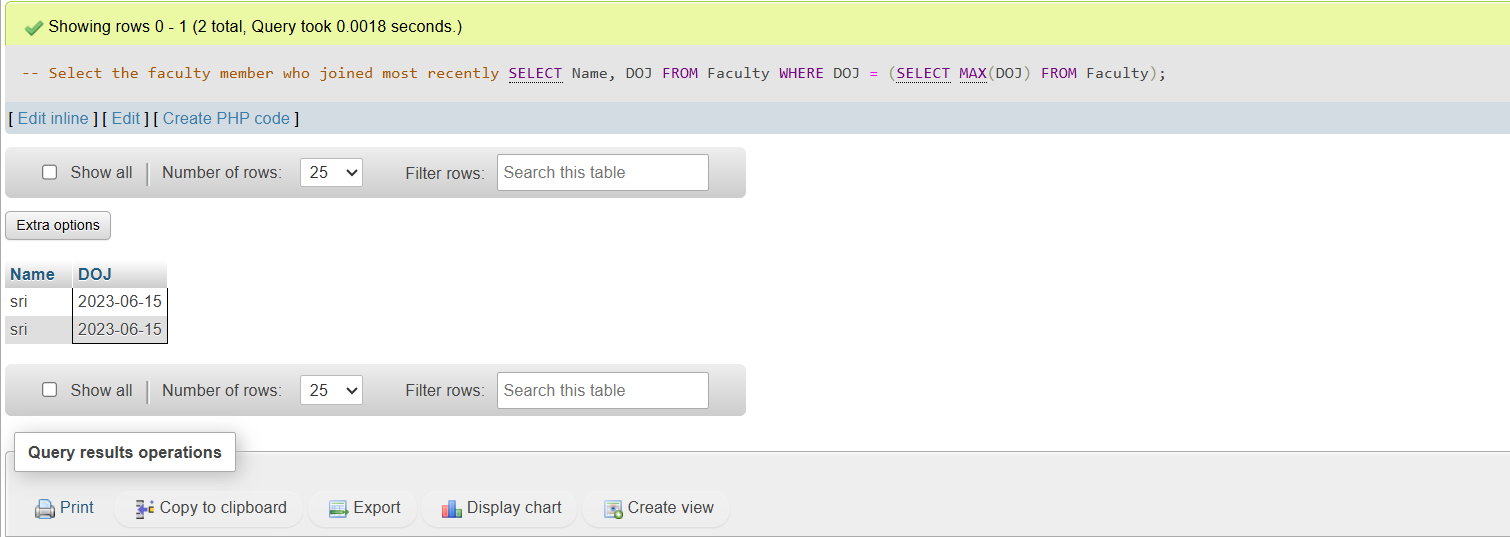 Showing rows 0 - 1 (2 total, Query took 0.0018 seconds.)
-- Select the faculty member who joined most recently SELECT Name, DOJ FROM Faculty WHERE DOJ = (SELECT MAX(DOJ) FROM Faculty);
[ Edit inline ] [ Edit ] [ Create PHP code ]
Show all Number of rows: 25 Filter rows: Search this table
Extra options
Name DOJ
sri 2023-06-15
sri 2023-06-15
Show all Number of rows: 25 Filter rows: Search this table
Query results operations
Print Copy to clipboard Export Display chart Create view